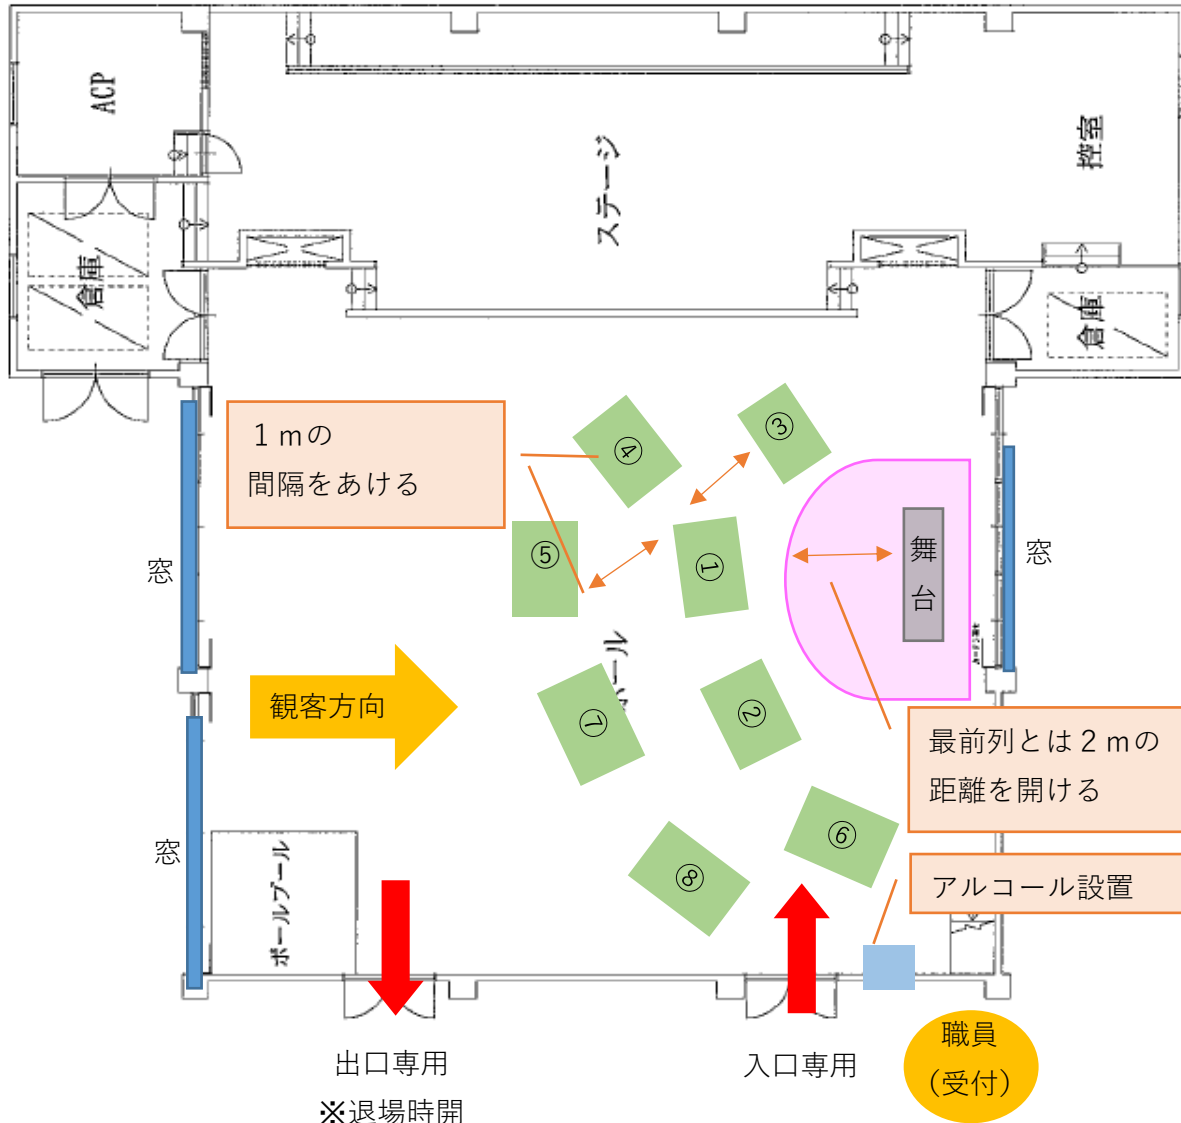 ACP
ステージ
控室
倉庫
倉庫
１ｍの
間隔をあける
④
③
⑤
①
舞
台
窓
窓
ホール
観客方向
⑦
②
最前列とは２ｍの
距離を開ける
窓
⑥
⑧
アルコール設置
ボールプール
出口専用
※退場時開
入口専用
職員
（受付）